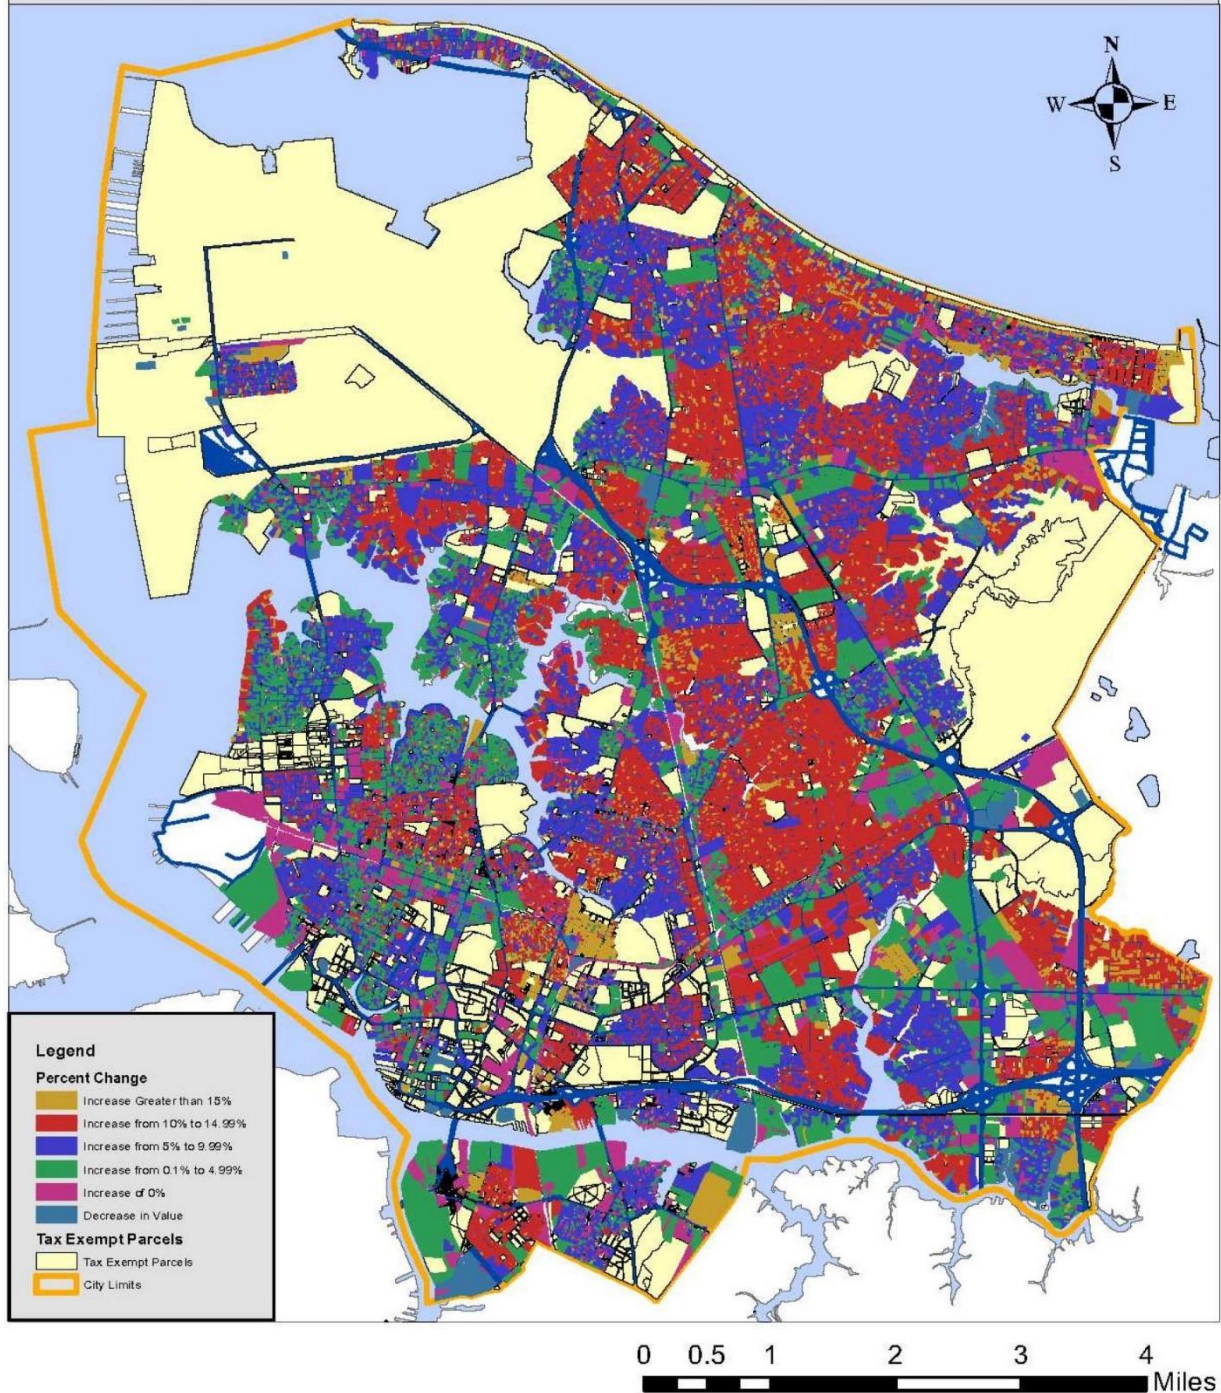 N
W E
S
Legend
Percent Change
Increase Greater than 15%
Increase from 10% to 14.99%
Increase from 5% to 9.99%
Increase from 0.1% to 4.99%
Increase of 0%
Decrease in Value
Tax Exempt Parcels
Tax Exempt Parcels
City Limits
0 0.5 1 2 3 4
Miles